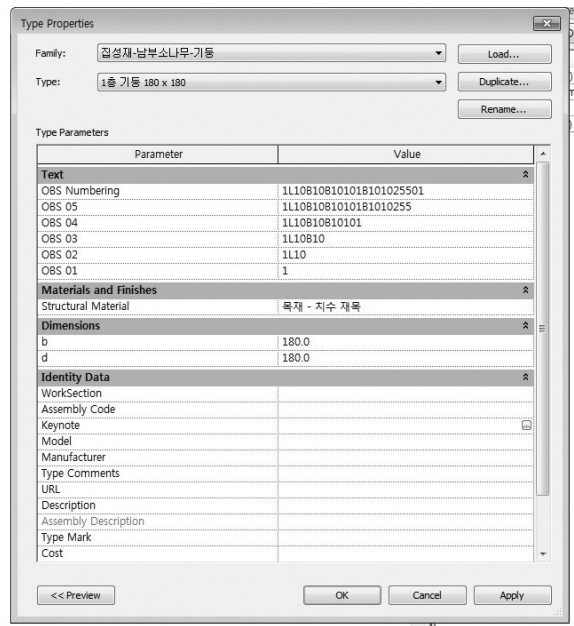 Type Properties
Family: 집성재-남부소나무-기둥 Load...
Type: 1층 기둥 180 x 180 Duplicate...
Rename...
Type Parameters
Parameter Value
Text
OBS Numbering 1L10B10B10101B101025501
OBS 05 1L10B10B10101B1010255
OBS 04 1L10B10B10101
OBS 03 1L10B10
OBS 02 1L10
OBS 01 1
Materials and Finishes
Structural Material 목재 - 치수 재목
Dimensions
b 180.0
d 180.0
Identity Data
WorkSection
Assembly Code
Keynote
Model
Manufacturer
Type Comments
URL
Description
Assembly Description
Type Mark
Cost
<< Preview OK Cancel Apply